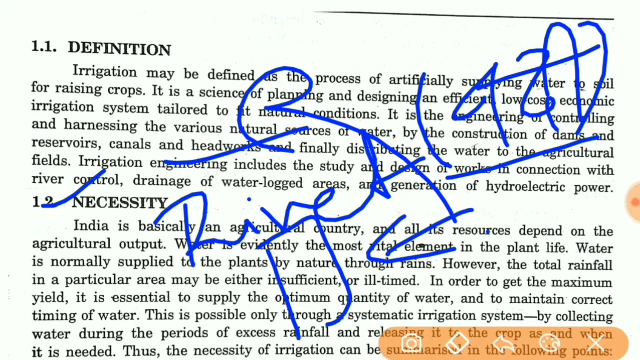 1.1. DEFINITION
Irrigation may be defined as the process of artificially supplying water to soil
for raising crops. It is a science of planning and designing an efficient, low-cost, economic
irrigation system tailored to fit natural conditions. It is the engineering of controlling
and harnessing the various natural sources of water, by the construction of dams and
reservoirs, canals and headworks and finally distributing the water to the agricultural
fields. Irrigation engineering includes the study and design of works in connection with
river control, drainage of water-logged areas, and generation of hydroelectric power.
1.2. NECESSITY
India is basically an agricultural country, and all its resources depend on the
agricultural output. Water is evidently the most vital element in the plant life. Water
is normally supplied to the plants by nature through rains. However, the total rainfall
in a particular area may be either insufficient, or ill-timed. In order to get the maximum
yield, it is essential to supply the optimum quantity of water, and to maintain correct
timing of water. This is possible only through a systematic irrigation system—by collecting
water during the periods of excess rainfall and releasing it to the crop as and when
it is needed. Thus, the necessity of irrigation can be summarised in the following points: